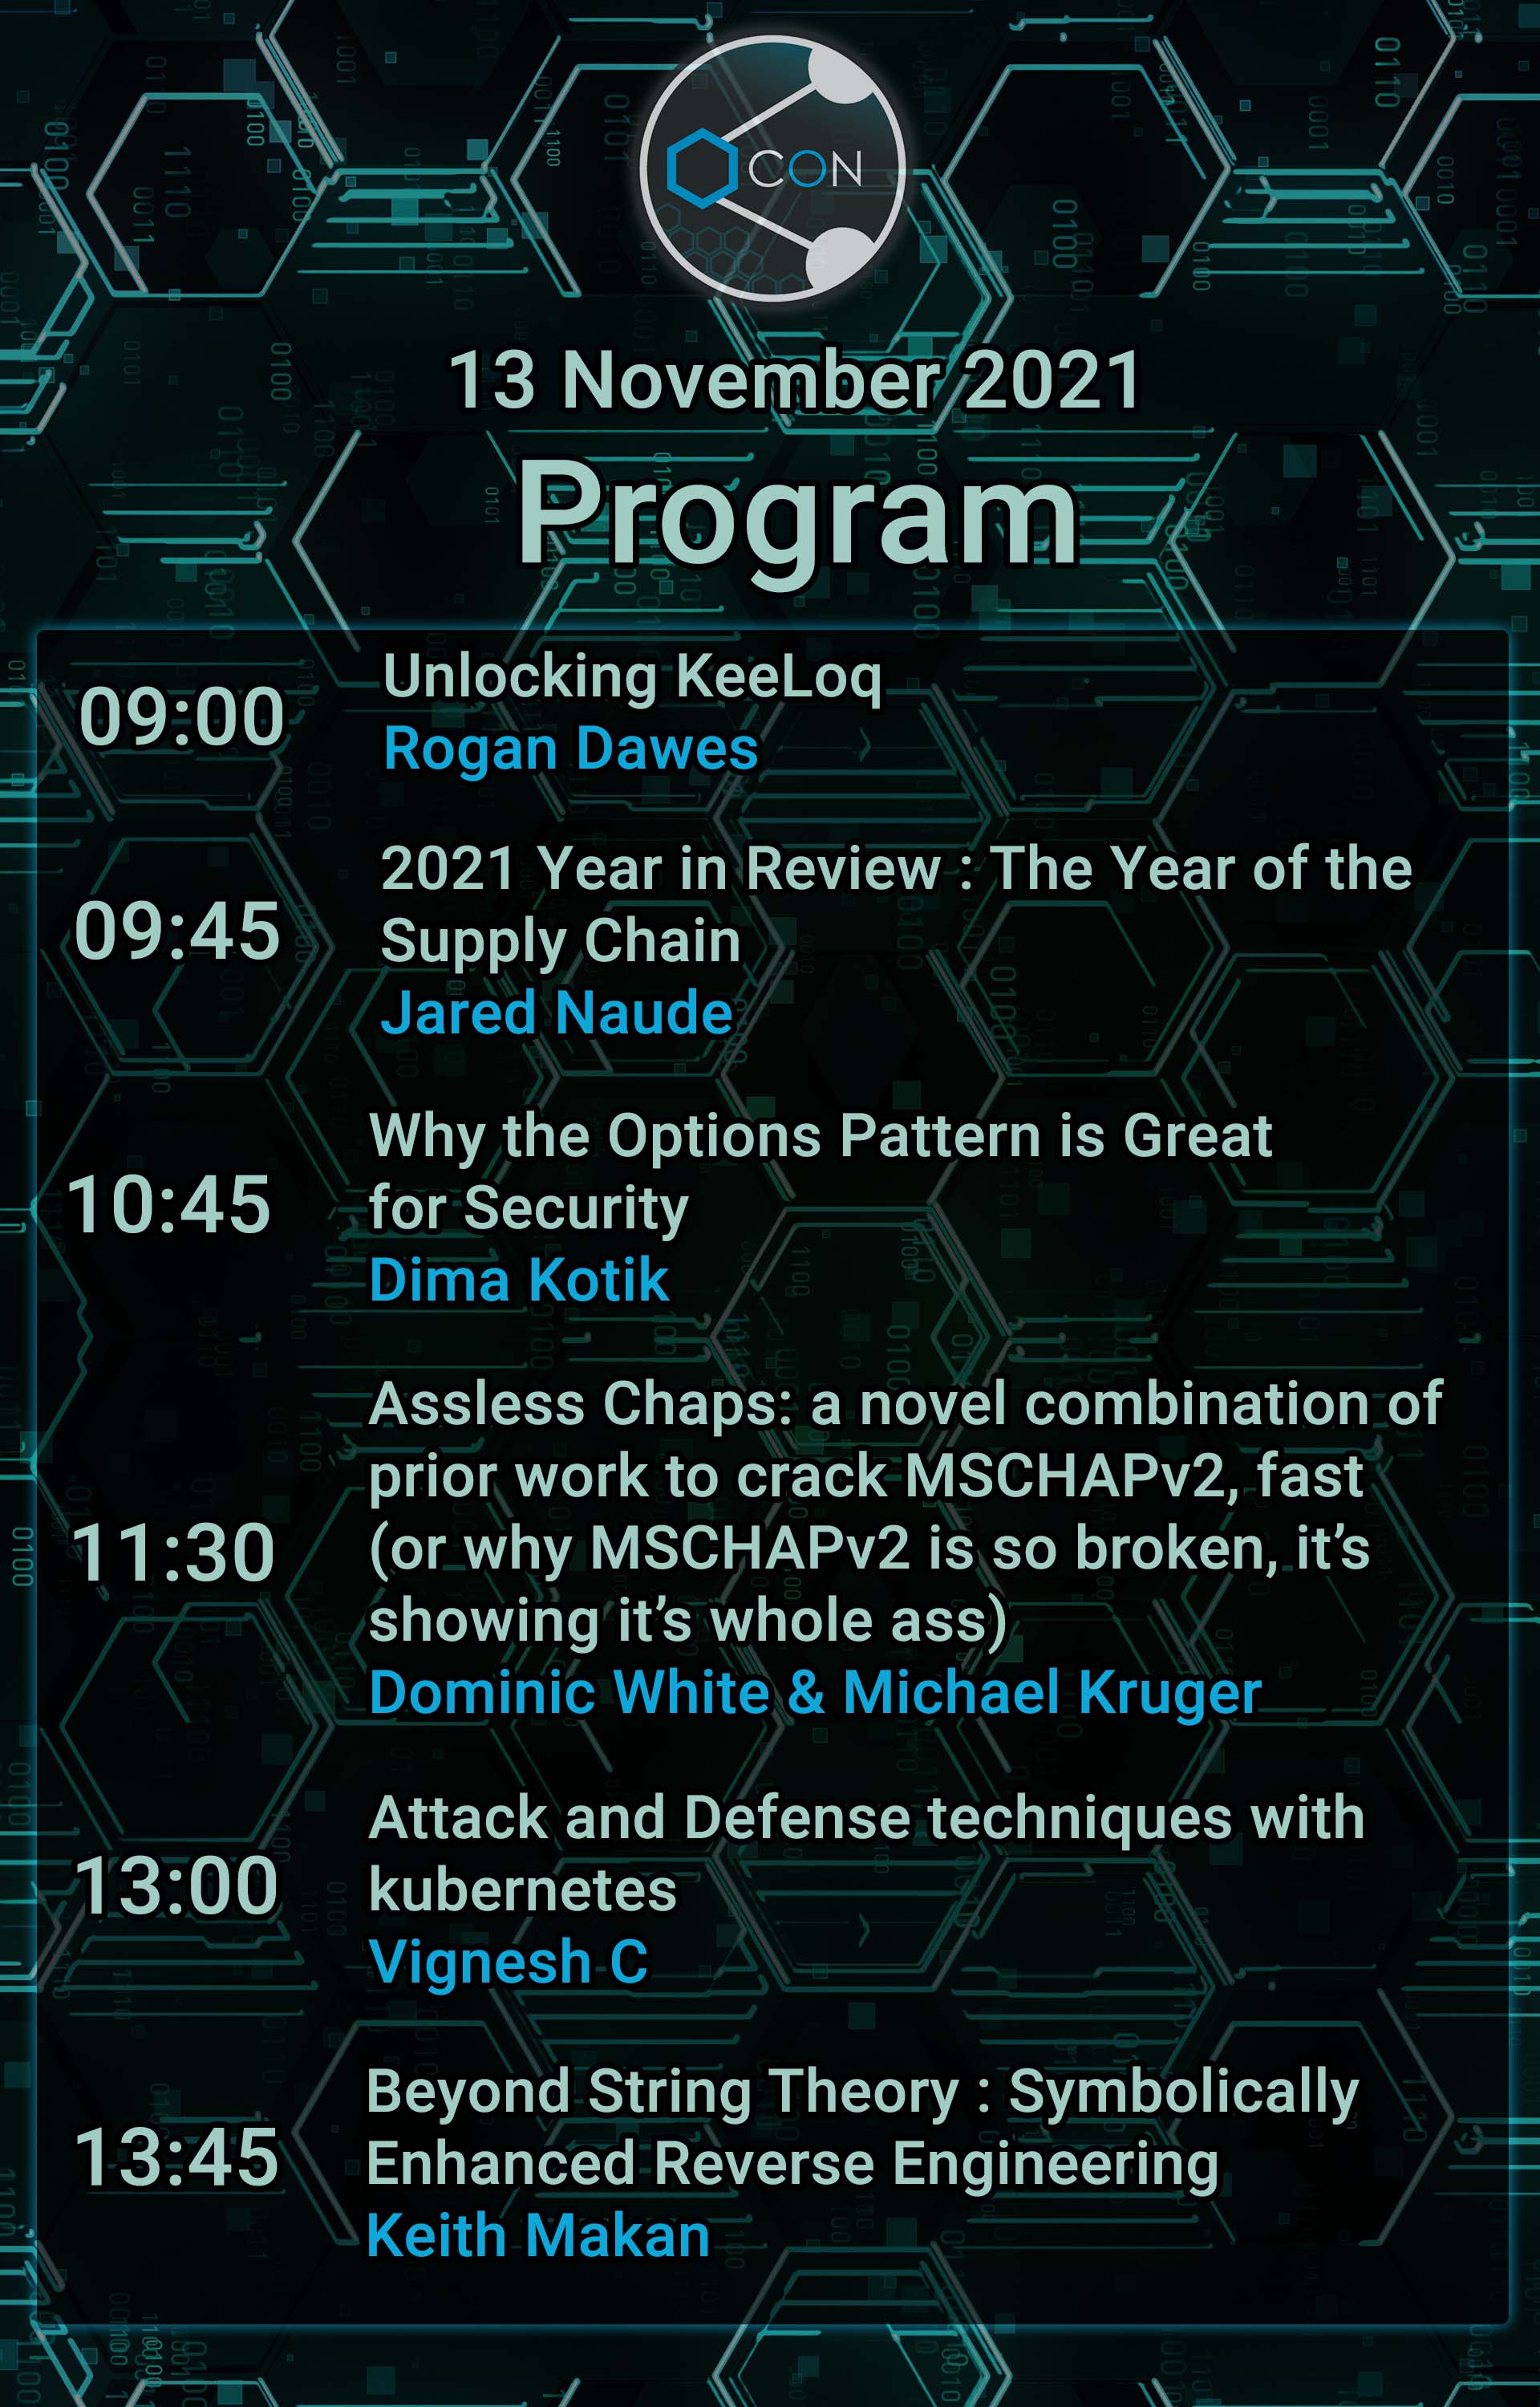 CON
13 November 2021
Program
09:00
Unlocking KeeLoq
Rogan Dawes
09:45
2021 Year in Review : The Year of the
Supply Chain
Jared Naude
10:45
Why the Options Pattern is Great
for Security
Dima Kotik
11:30
Assless Chaps: a novel combination of
prior work to crack MSCHAPv2, fast
(or why MSCHAPv2 is so broken, it’s
showing it’s whole ass)
Dominic White & Michael Kruger
13:00
Attack and Defense techniques with
kubernetes
Vignesh C
13:45
Beyond String Theory : Symbolically
Enhanced Reverse Engineering
Keith Makan